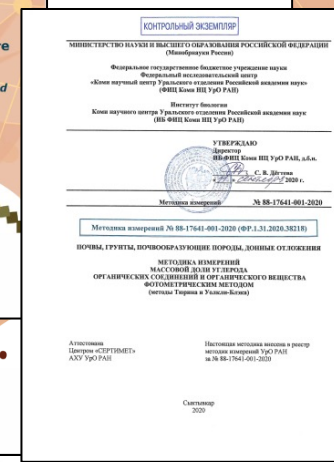 КОНТРОЛЬНЫЙ ЭКЗЕМПЛЯР
МИНИСТЕРСТВО НАУКИ И ВЫСШЕГО ОБРАЗОВАНИЯ РОССИЙСКОЙ ФЕДЕРАЦИИ
(Минобрнауки России)
Федеральное государственное бюджетное учреждение науки
Федеральный исследовательский центр
«Коми научный центр Уральского отделения Российской академии наук»
(ФИЦ Коми НЦ УрО РАН)
Институт биологии
Коми научного центра Уральского отделения Российской академии наук
(ИБ ФИЦ Коми НЦ УрО РАН)
УТВЕРЖДАЮ
Директор
ИБ ФИЦ Коми НЦ УрО РАН, д.б.н.
С. В. Дёгтева
2020 г.
Методика измерений № 88-17641-001-2020
Методика измерений № 88-17641-001-2020 (ФР.1.31.2020.38218)
ПОЧВЫ, ГРУНТЫ, ПОЧВООБРАЗУЮЩИЕ ПОРОДЫ, ДОННЫЕ ОТЛОЖЕНИЯ
МЕТОДИКА ИЗМЕРЕНИЙ
МАССОВОЙ ДОЛИ УГЛЕРОДА
ОРГАНИЧЕСКИХ СОЕДИНЕНИЙ И ОРГАНИЧЕСКОГО ВЕЩЕСТВА
ФОТОМЕТРИЧЕСКИМ МЕТОДОМ
(методы Тюрина и Уолкли-Блэка)
Аттестована
Центром «СЕРТИМЕТ»
АХУ УрО РАН
Настоящая методика внесена в реестр
методик измерений УрО РАН
за № 88-17641-001-2020
Сыктывкар
2020